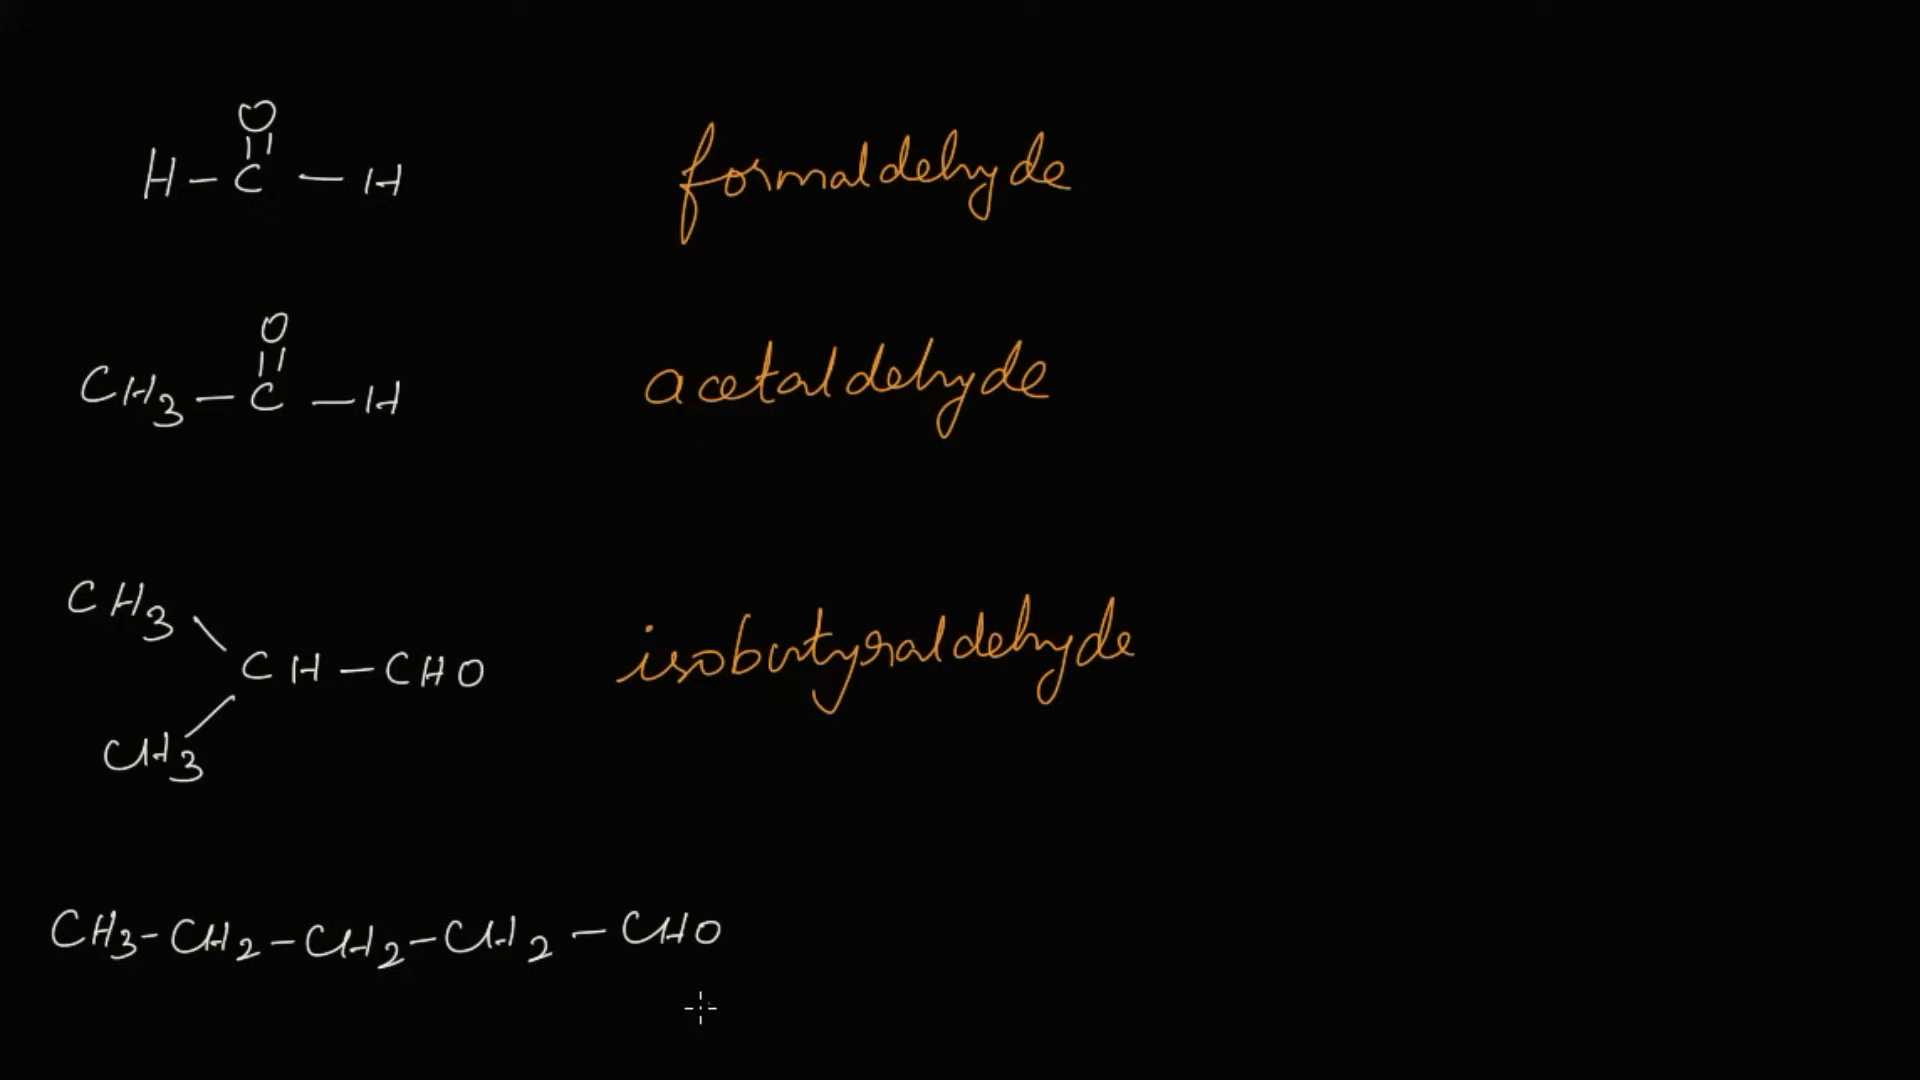 O
H-C-H formaldehyde
O
CH3-C-H acetaldehyde
CH3
CH-CHO isobutyraldehyde
CH3
CH3-CH2-CH2-CH2-CHO